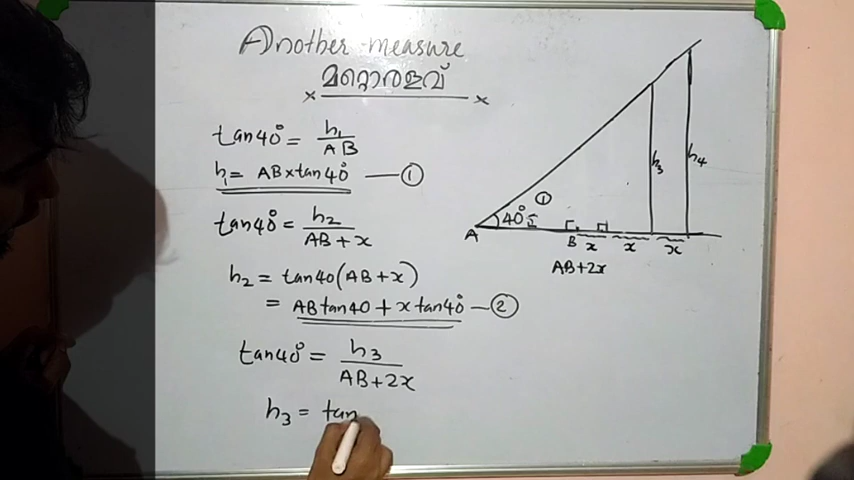 Another measure
മറ്റൊരളവ്
tan40° = h₁/AB
h₁ = AB×tan40° — ①
tan40° = h₂/AB+x
h₂ = tan40(AB+x)
= ABtan40 + xtan40° — ②
tan40° = h₃/AB+2x
h₃ = tan
h₃ h₄
①
40°
A B x x x
AB+2x